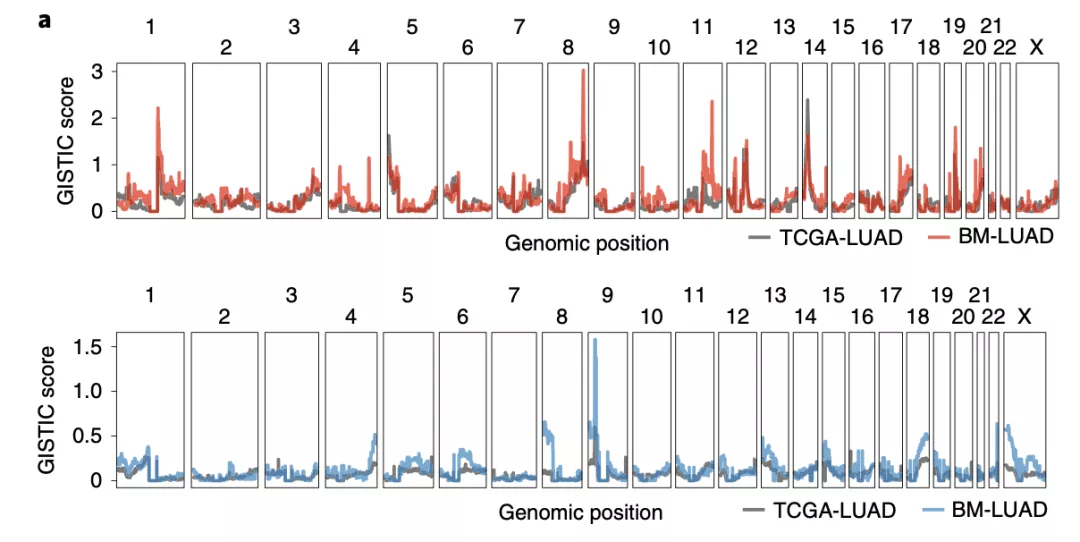 a
1 3 5 7 9 11 13 15 17 19 21
2 4 6 8 10 12 14 16 18 20 22 X
GISTIC score
3
2
1
0
Genomic position
TCGA-LUAD BM-LUAD
1 3 5 7 9 11 13 15 17 19 21
2 4 6 8 10 12 14 16 18 20 22 X
GISTIC score
1.5
1.0
0.5
0
Genomic position
TCGA-LUAD BM-LUAD